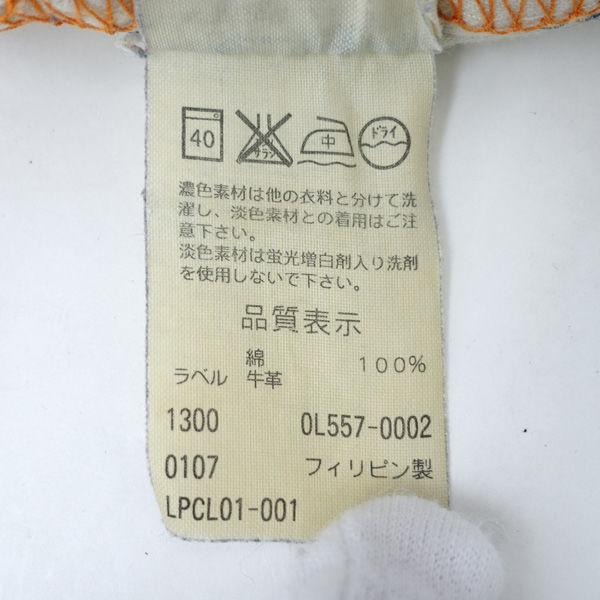 40 サラシ 中 ドライ
濃色素材は他の衣料と分けて洗
濯し、淡色素材との着用はご注
意下さい。
淡色素材は蛍光増白剤入り洗剤
を使用しないで下さい。
品質表示
綿 100%
ラベル 牛革
1300 0L557-0002
0107 フィリピン製
LPCL01-001